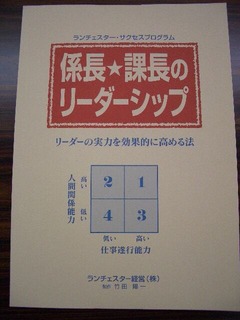 ランチェスター・サクセスプログラム
係長★課長の
リーダーシップ
リーダーの実力を効果的に高める法
人間関係能力
高い
低い
2 1
4 3
低い 高い
仕事遂行能力
ランチェスター経営(株)
制作 竹田 陽一